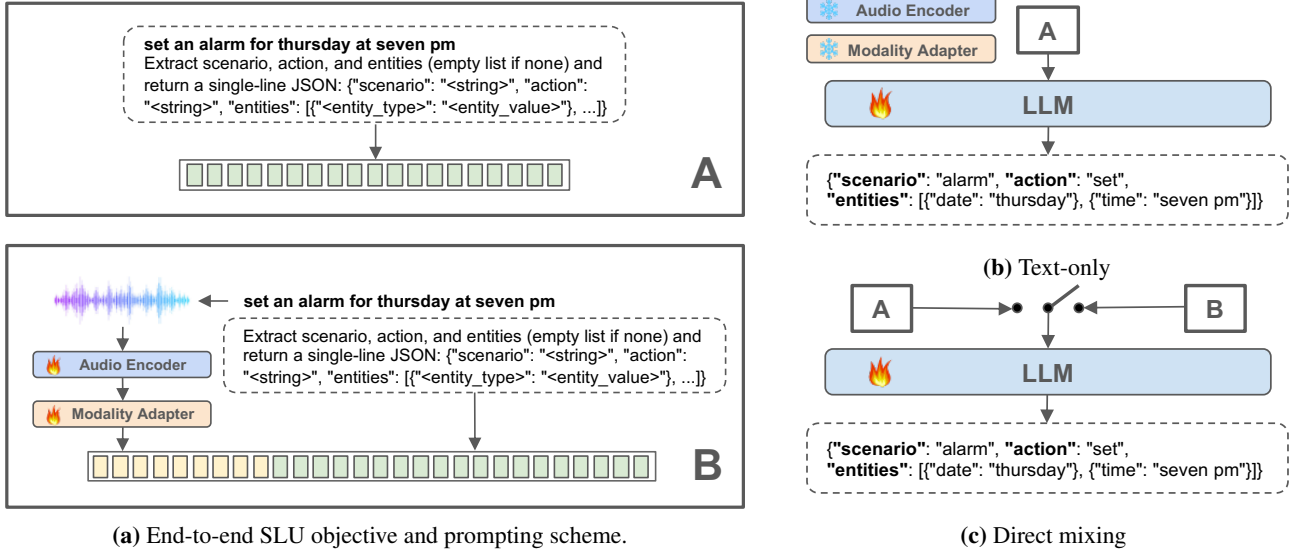 set an alarm for thursday at seven pm
Extract scenario, action, and entities (empty list if none) and
return a single-line JSON: {"scenario": "<string>", "action":
"<string>", "entities": [{"<entity_type>": "<entity_value>"}, ...]}
A
set an alarm for thursday at seven pm
Extract scenario, action, and entities (empty list if none) and
return a single-line JSON: {"scenario": "<string>", "action":
"<string>", "entities": [{"<entity_type>": "<entity_value>"}, ...]}
Audio Encoder
Modality Adapter
B
(a) End-to-end SLU objective and prompting scheme.
Audio Encoder
Modality Adapter
A
LLM
{"scenario": "alarm", "action": "set",
"entities": [{"date": "thursday"}, {"time": "seven pm"}]}
(b) Text-only
A
B
LLM
{"scenario": "alarm", "action": "set",
"entities": [{"date": "thursday"}, {"time": "seven pm"}]}
(c) Direct mixing